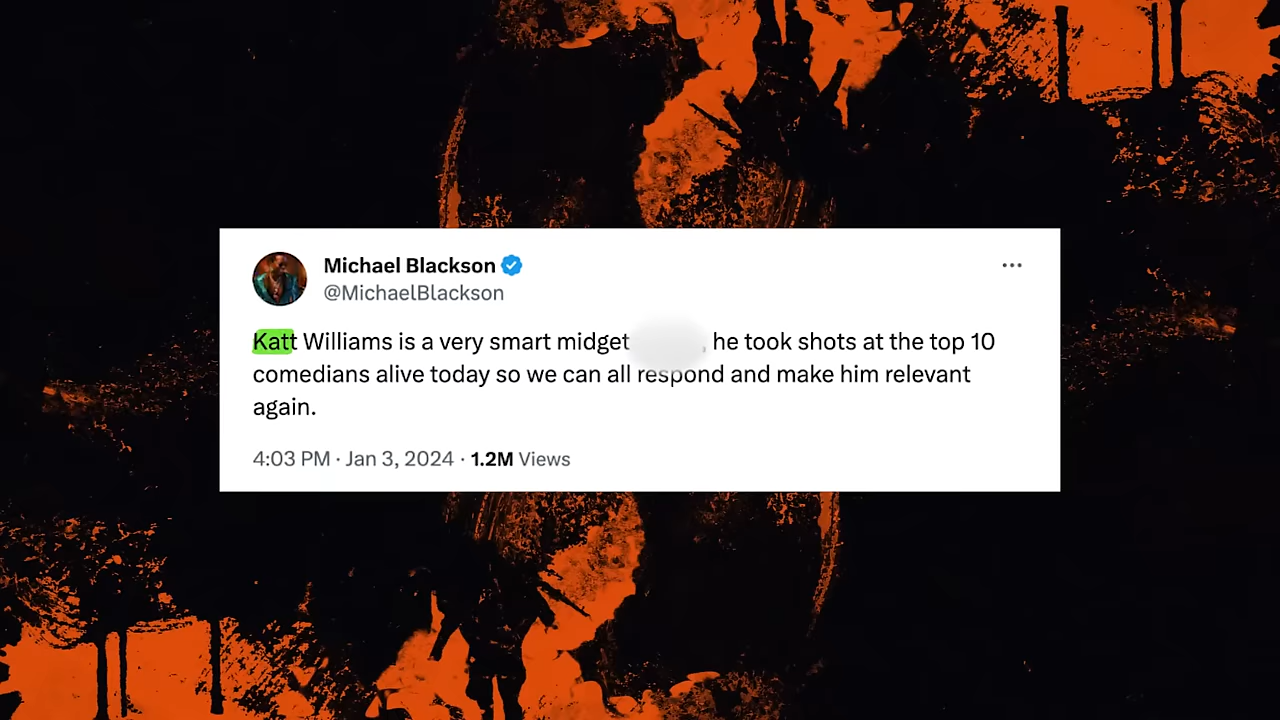 Michael Blackson
@MichaelBlackson
Katt Williams is a very smart midget , he took shots at the top 10
comedians alive today so we can all respond and make him relevant
again.
4:03 PM · Jan 3, 2024 · 1.2M Views